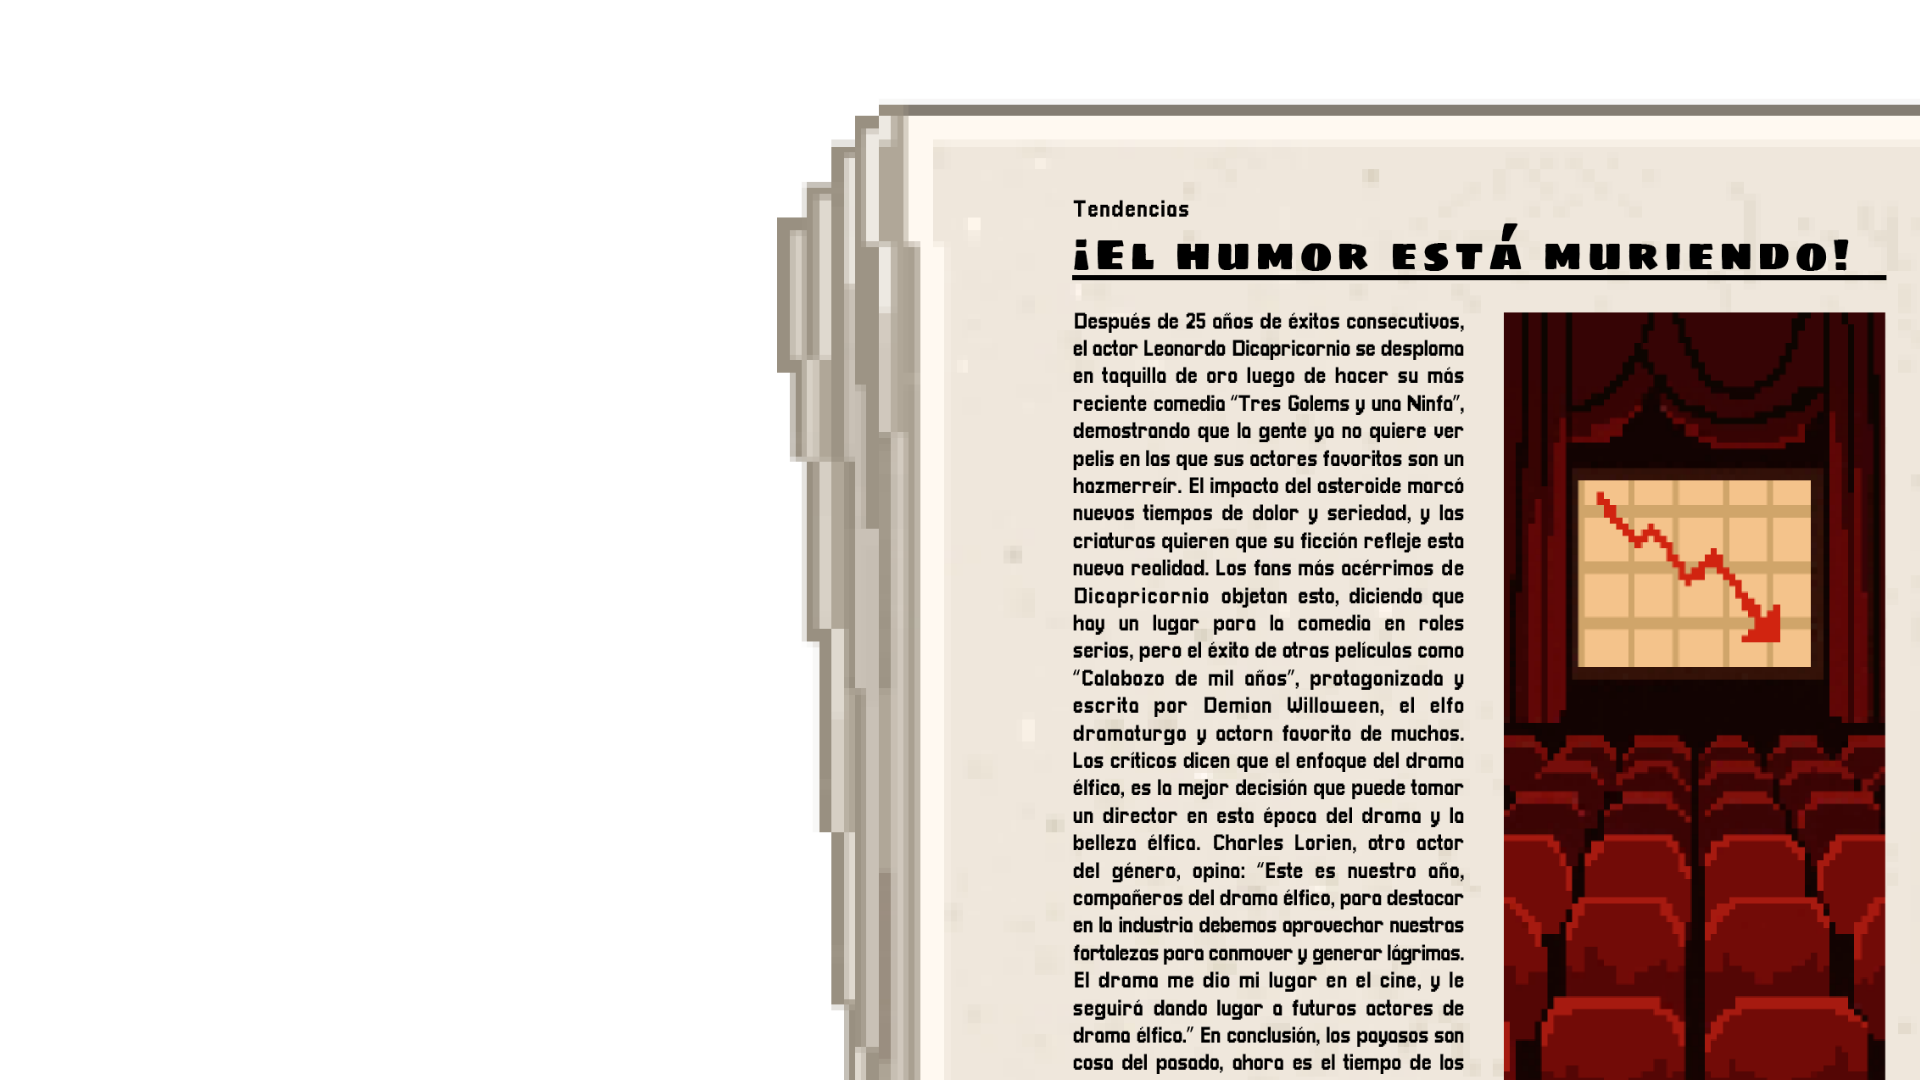 Tendencias
¡El humor está muriendo!
Después de 25 años de éxitos consecutivos,
el actor Leonardo Dicapricornio se desploma
en taquilla de oro luego de hacer su más
reciente comedia “Tres Golems y una Ninfa”,
demostrando que la gente ya no quiere ver
pelis en las que sus actores favoritos son un
hazmerreír. El impacto del asteroide marcó
nuevos tiempos de dolor y seriedad, y las
criaturas quieren que su ficción refleje esta
nueva realidad. Los fans más acérrimos de
Dicapricornio objetan esto, diciendo que
hay un lugar para la comedia en roles
serios, pero el éxito de otras películas como
“Calabozo de mil años”, protagonizada y
escrita por Demian Willoween, el elfo
dramaturgo y actorn favorito de muchos.
Los críticos dicen que el enfoque del drama
élfico, es la mejor decisión que puede tomar
un director en esta época del drama y la
belleza élfica. Charles Lorien, otro actor
del género, opina: “Este es nuestro año,
compañeros del drama élfico, para destacar
en la industria debemos aprovechar nuestras
fortalezas para conmover y generar lágrimas.
El drama me dio mi lugar en el cine, y le
seguirá dando lugar a futuros actores de
drama élfico.” En conclusión, los payasos son
cosa del pasado, ahora es el tiempo de los